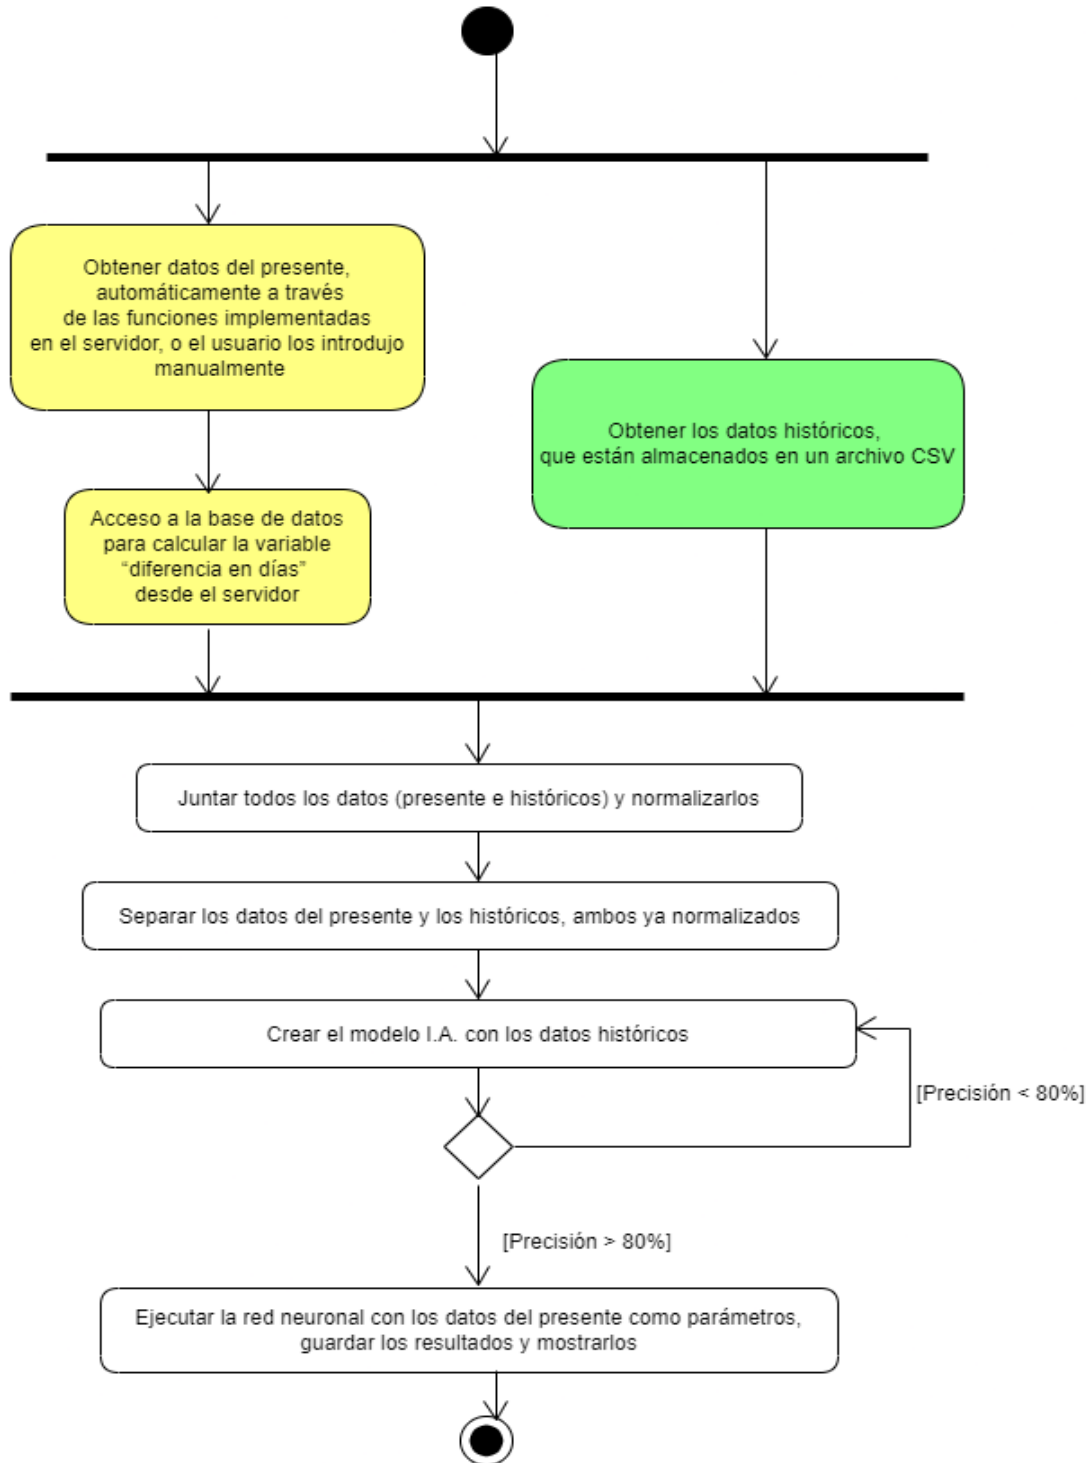 Obtener datos del presente,
automáticamente a través
de las funciones implementadas
en el servidor, o el usuario los introdujo
manualmente
Obtener los datos históricos,
que están almacenados en un archivo CSV
Acceso a la base de datos
para calcular la variable
“diferencia en días”
desde el servidor
Juntar todos los datos (presente e históricos) y normalizarlos
Separar los datos del presente y los históricos, ambos ya normalizados
Crear el modelo I.A. con los datos históricos
[Precisión < 80%]
[Precisión > 80%]
Ejecutar la red neuronal con los datos del presente como parámetros,
guardar los resultados y mostrarlos